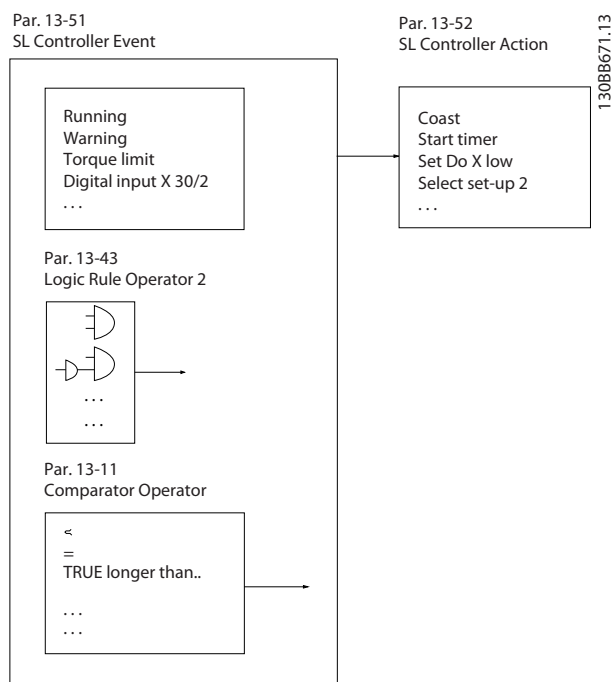 Par. 13-51
SL Controller Event
Par. 13-52
SL Controller Action
130BB671.13
Running
Warning
Torque limit
Digital input X 30/2
. . .
Coast
Start timer
Set Do X low
Select set-up 2
. . .
Par. 13-43
Logic Rule Operator 2
. . .
. . .
Par. 13-11
Comparator Operator
=
TRUE longer than..
. . .
. . .